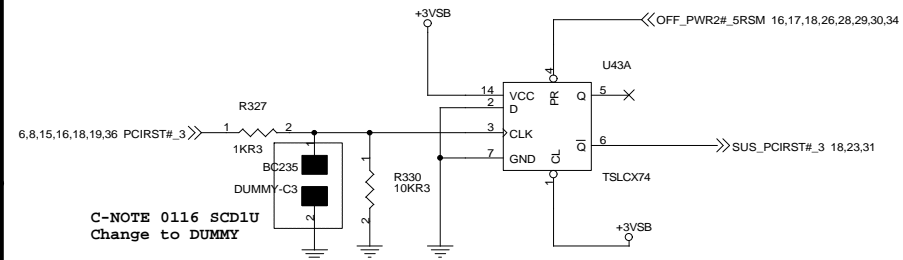 +3VSB
OFF_PWR2#_5RSM 16,17,18,26,28,29,30,34
U43A
4
PR
14
VCC
Q
5
2
D
R327
6,8,15,16,18,19,36 PCIRST#_3
1
2
3
CLK
1KR3
1
6
Q
SUS_PCIRST#_3 18,23,31
7
GND
CL
BC235
R330
10KR3
TSLCX74
1
DUMMY-C3
2
2
1
+3VSB
C-NOTE 0116 SCD1U
Change to DUMMY